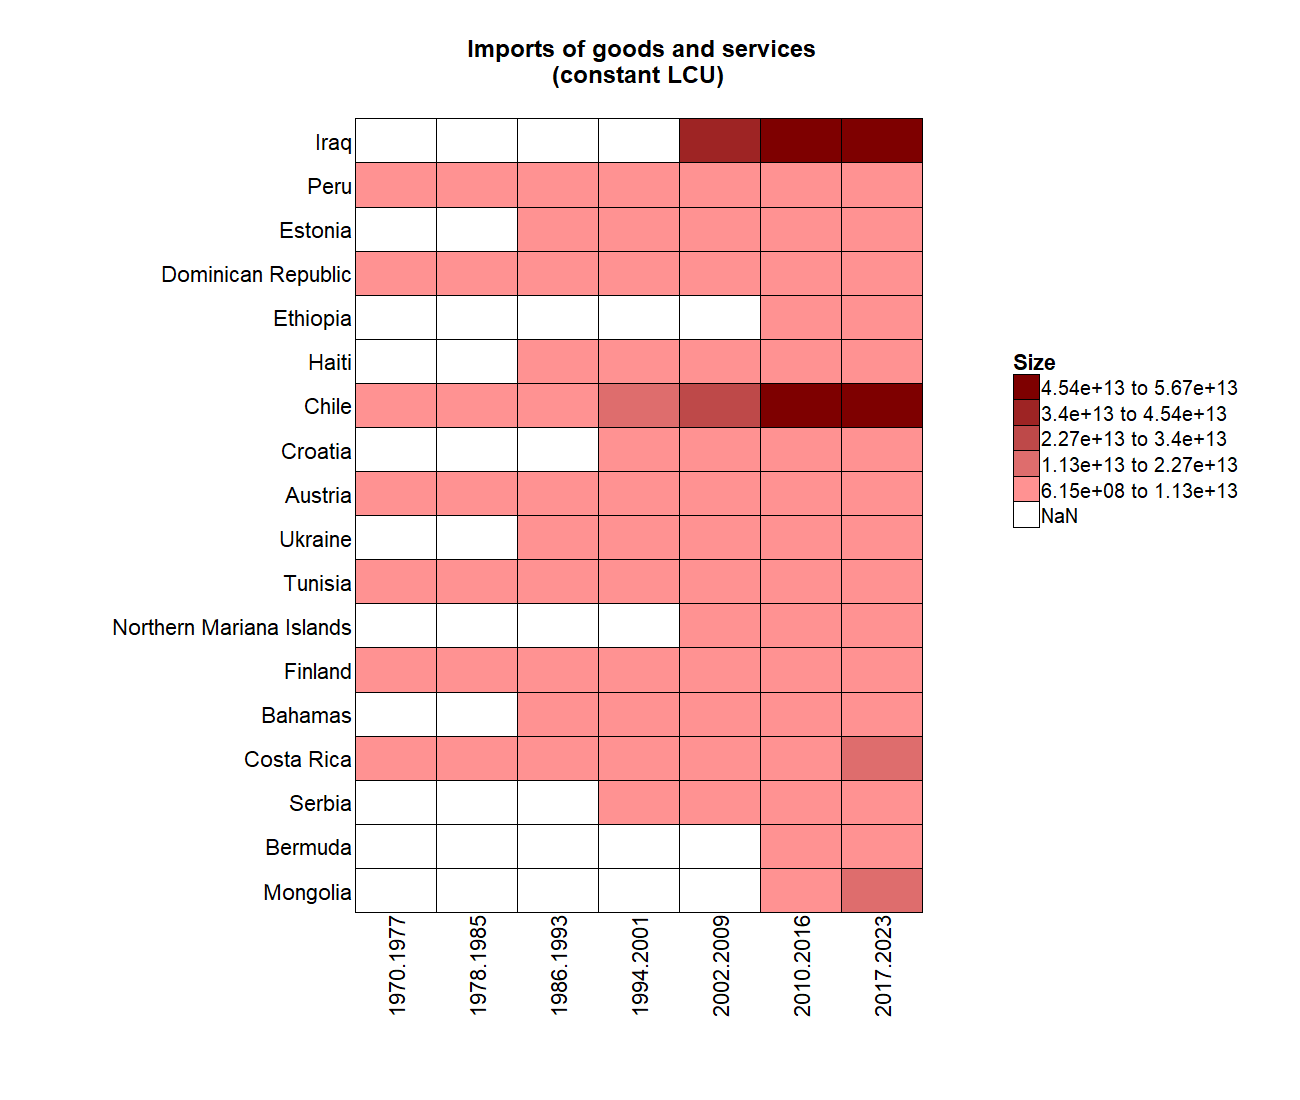 Imports of goods and services
(constant LCU)
Iraq
Peru
Estonia
Dominican Republic
Ethiopia
Haiti
Chile
Croatia
Austria
Ukraine
Tunisia
Northern Mariana Islands
Finland
Bahamas
Costa Rica
Serbia
Bermuda
Mongolia
1970.1977
1978.1985
1986.1993
1994.2001
2002.2009
2010.2016
2017.2023
Size
4.54e+13 to 5.67e+13
3.4e+13 to 4.54e+13
2.27e+13 to 3.4e+13
1.13e+13 to 2.27e+13
6.15e+08 to 1.13e+13
NaN